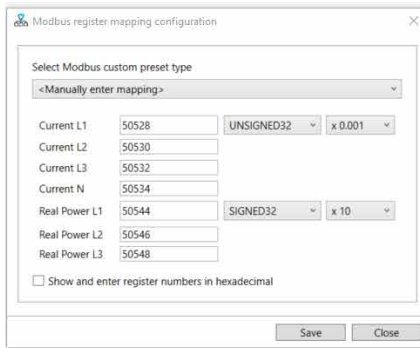 Modbus register mapping configuration
Select Modbus custom preset type
<Manually enter mapping>
Current L1 50528 UNSIGNED32 x 0.001
Current L2 50530
Current L3 50532
Current N 50534
Real Power L1 50544 SIGNED32 x 10
Real Power L2 50546
Real Power L3 50548
Show and enter register numbers in hexadecimal
Save Close